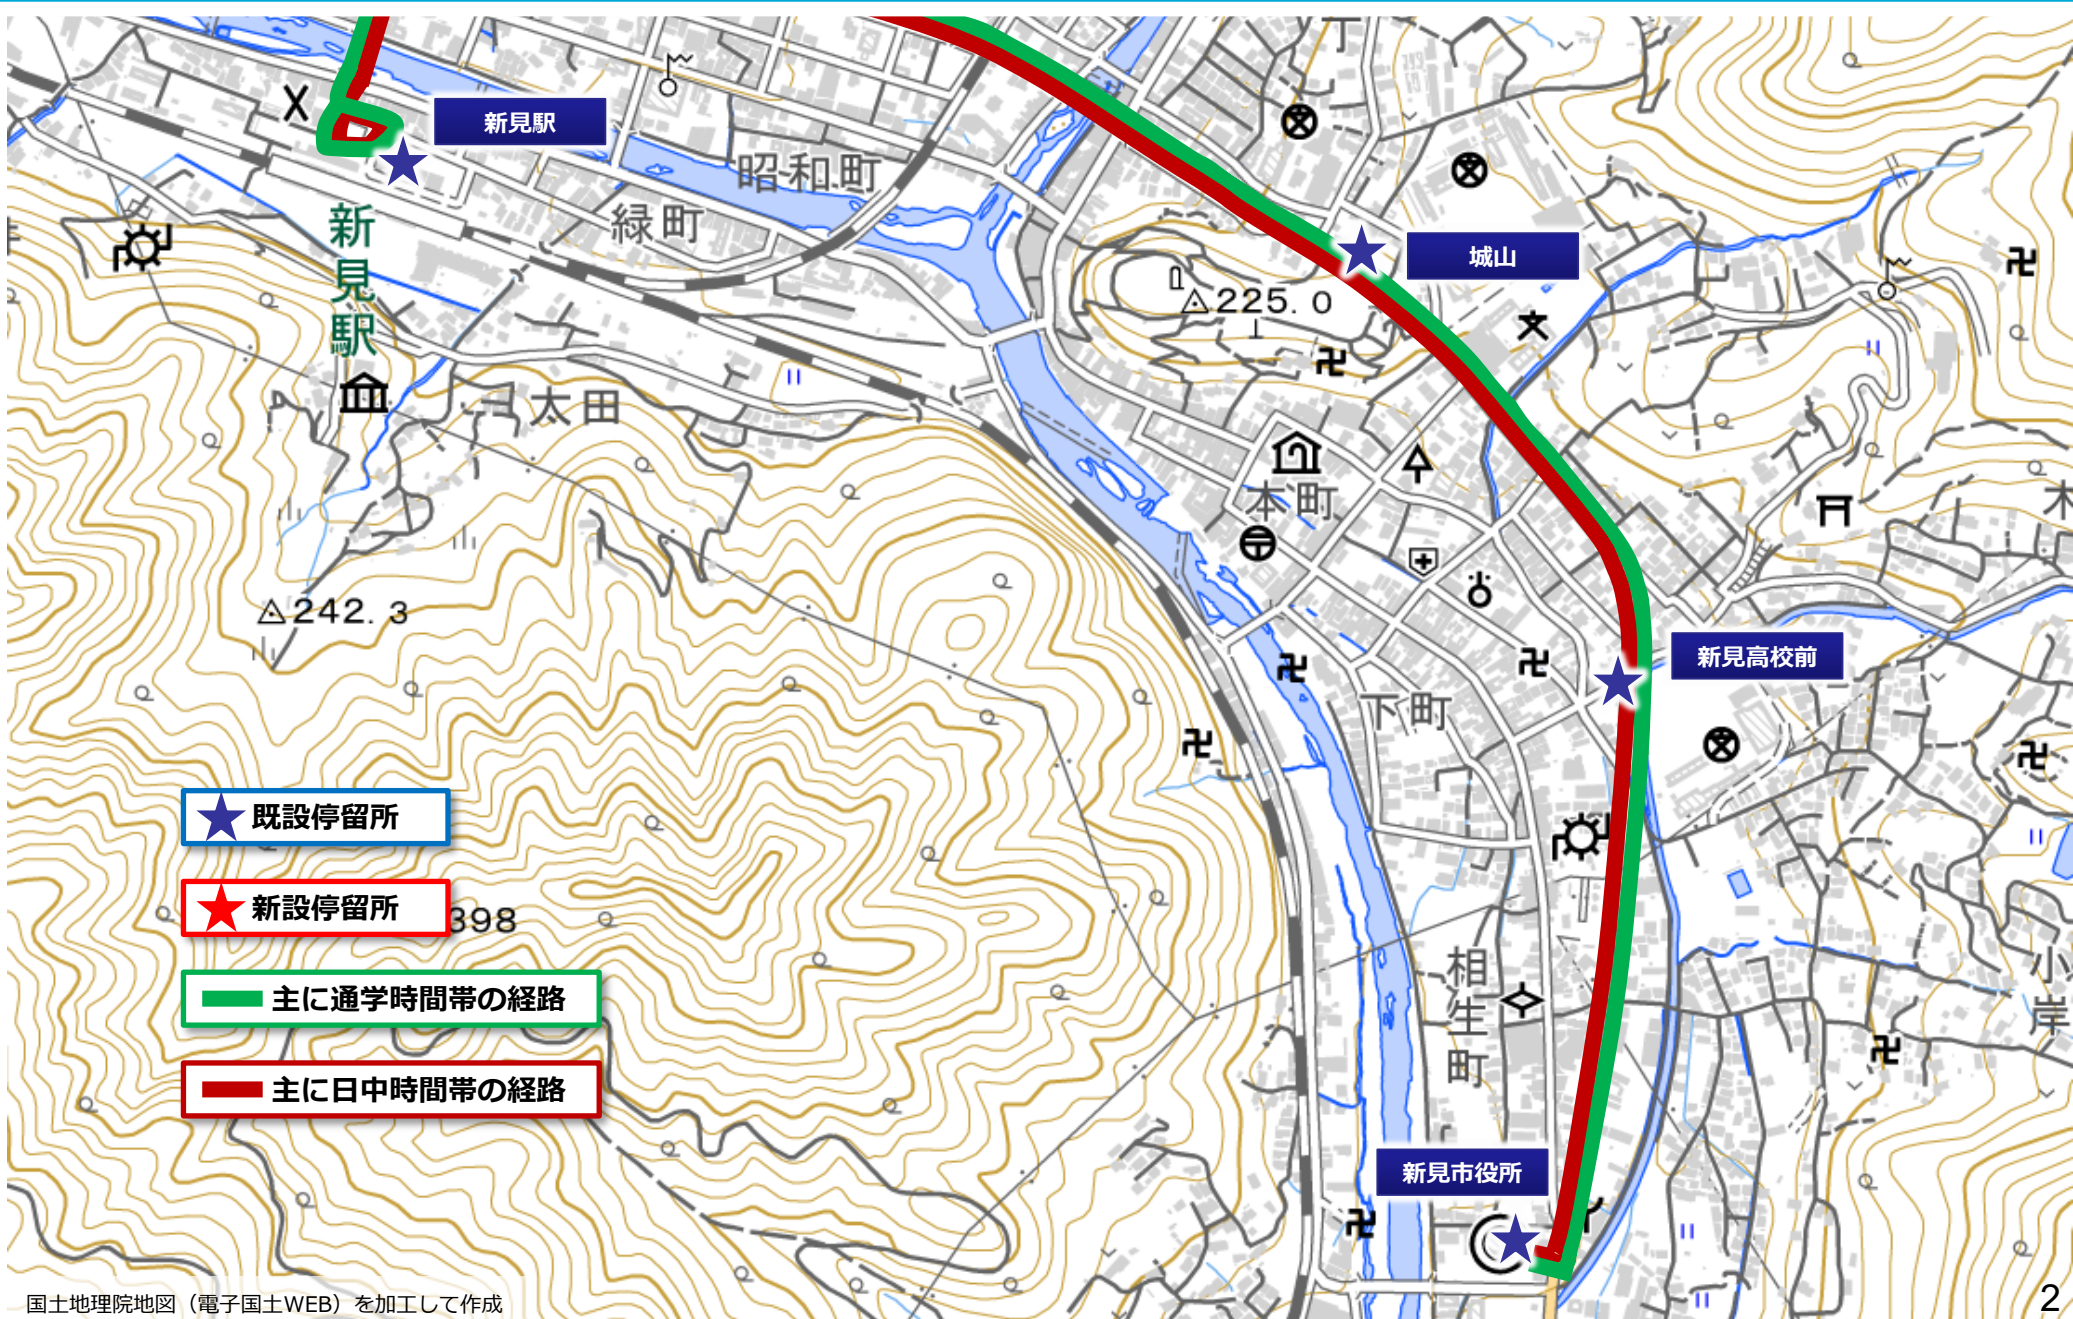 新見駅
昭和町
緑町
城山
新見駅
225.0
太田
本町
木
242.3
新見高校前
下町
既設停留所
新設停留所
398
主に通学時間帯の経路
相生町
小岸
主に日中時間帯の経路
新見市役所
国土地理院地図（電子国土WEB）を加工して作成
2